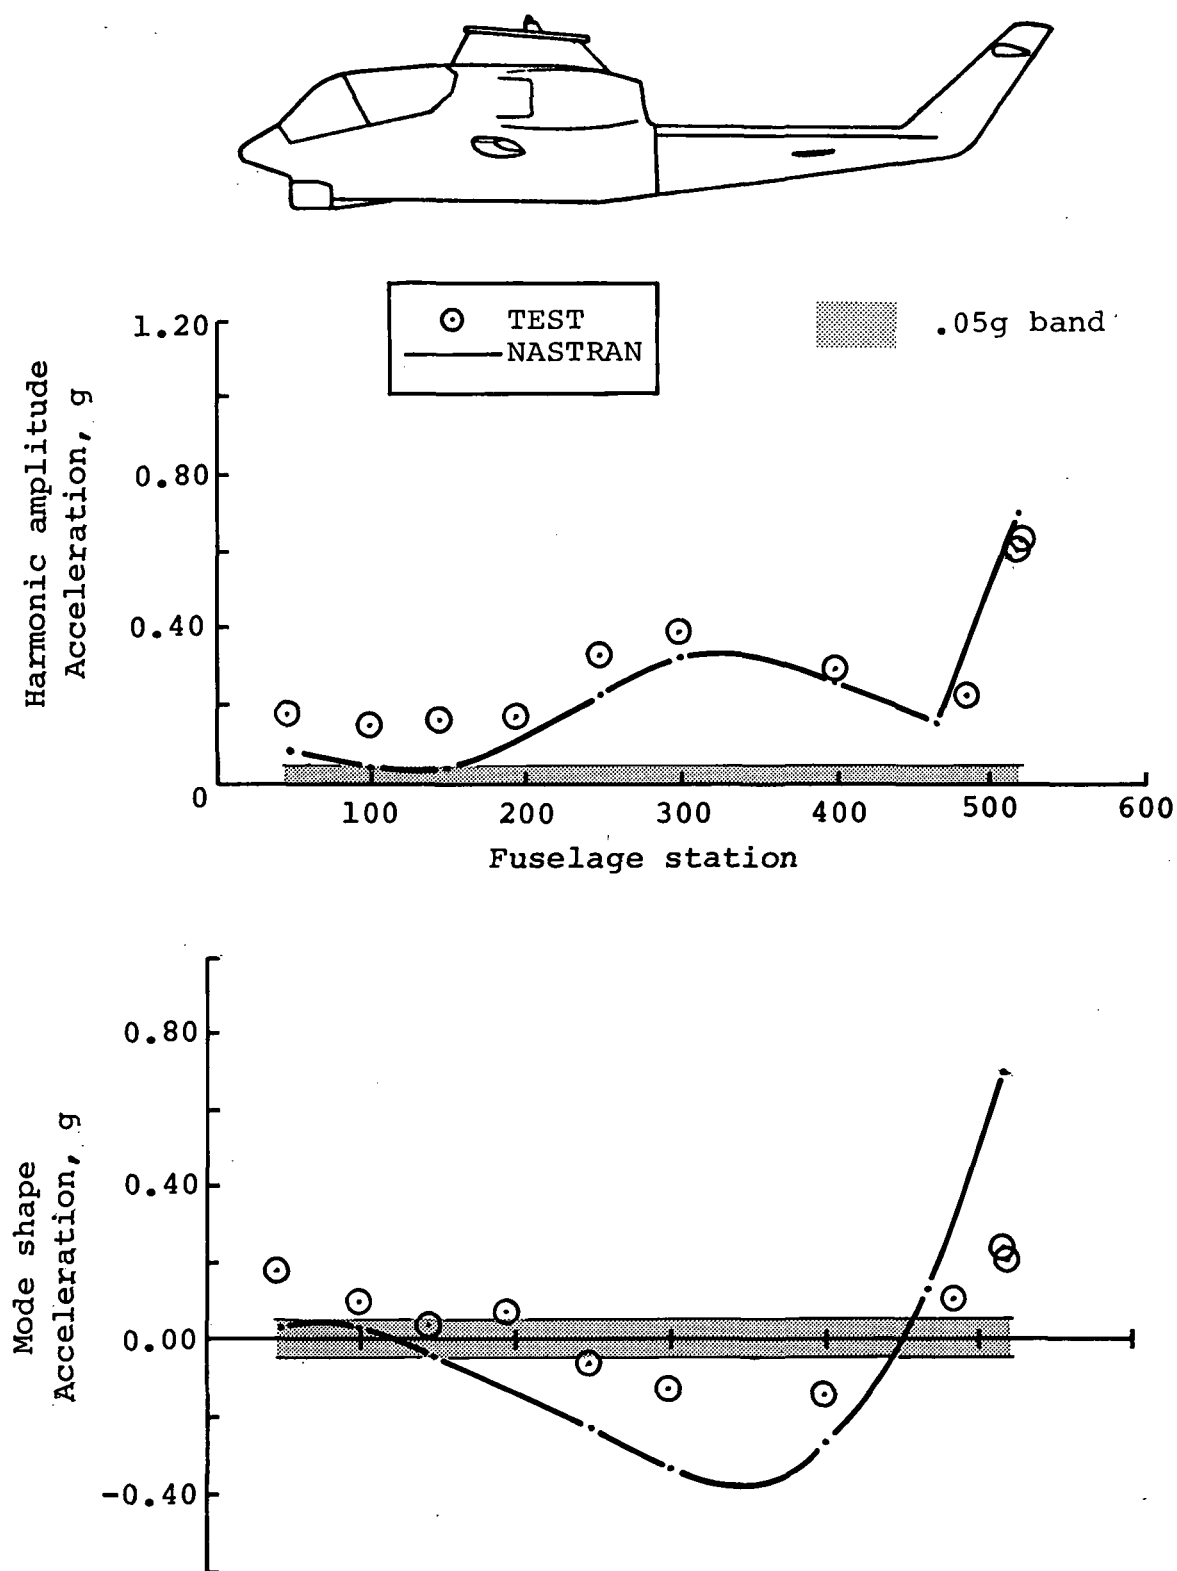 TEST
NASTRAN
.05g band
Harmonic amplitude
Acceleration, g
1.20
0.80
0.40
0
100 200 300 400 500 600
Fuselage station
Mode shape
Acceleration, g
0.80
0.40
0.00
-0.40